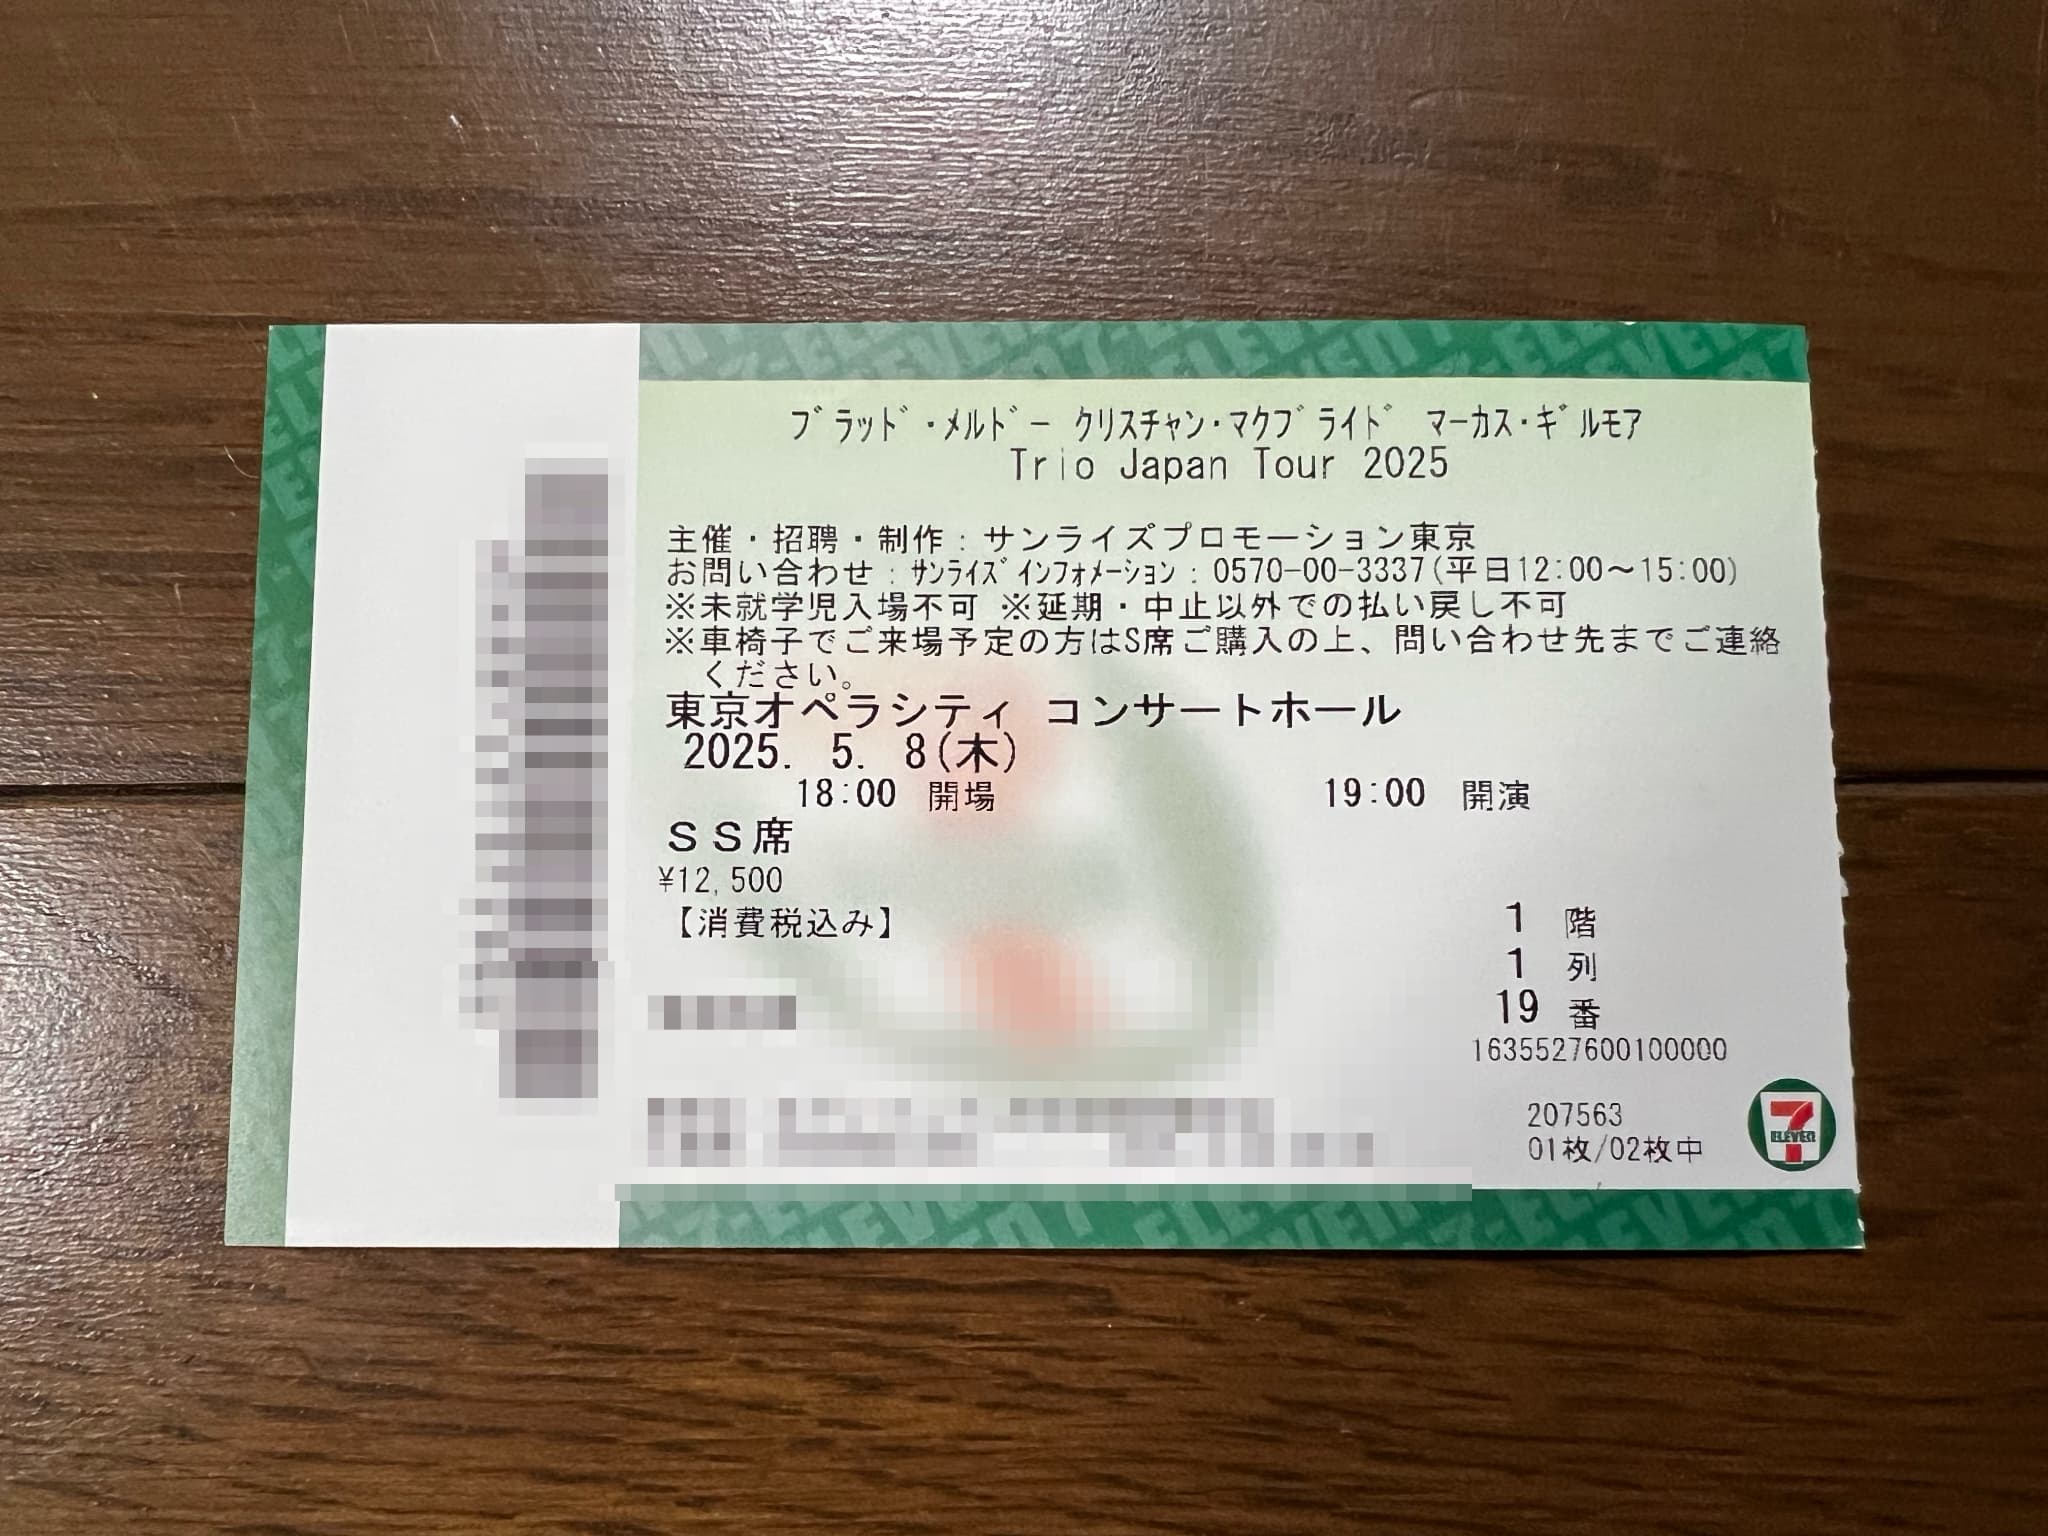 ブラッド・メルドー クリスチャン・マクブライド マーカス・ギルモア
Trio Japan Tour 2025
主催・招聘・制作：サンライズプロモーション東京
お問い合わせ：サンライズインフォメーション：0570-00-3337(平日12:00〜15:00)
※未就学児入場不可 ※延期・中止以外での払い戻し不可
※車椅子でご来場予定の方はS席ご購入の上、問い合わせ先までご連絡
ください。
東京オペラシティ コンサートホール
2025. 5. 8(木)
18:00 開場 19:00 開演
ＳＳ席
¥12,500
【消費税込み】
1 階
1 列
19 番
1635527600100000
207563
01枚/02枚中
7
ELEVEN